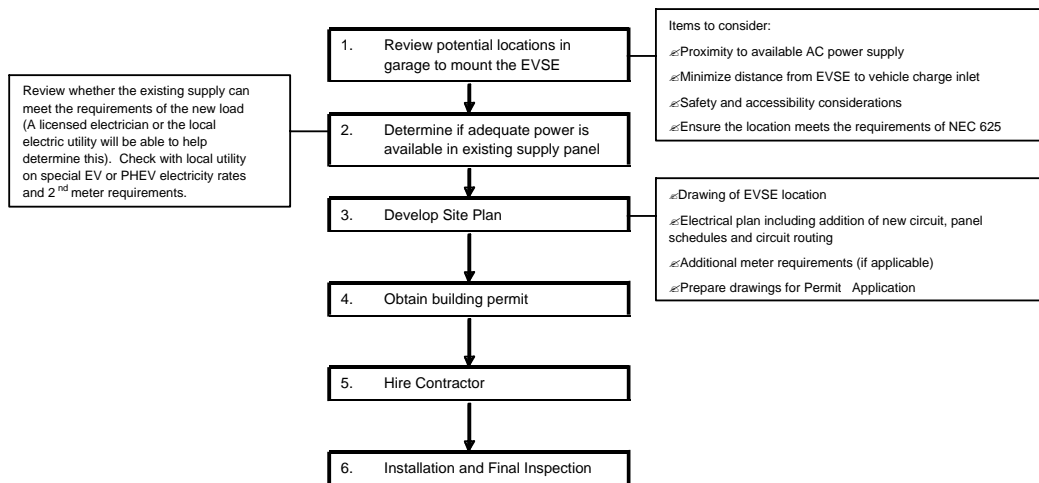 1. Review potential locations in
garage to mount the EVSE
Items to consider:
Proximity to available AC power supply
Minimize distance from EVSE to vehicle charge inlet
Safety and accessibility considerations
Ensure the location meets the requirements of NEC 625
Review whether the existing supply can
meet the requirements of the new load
(A licensed electrician or the local
electric utility will be able to help
determine this). Check with local utility
on special EV or PHEV electricity rates
and 2nd meter requirements.
2. Determine if adequate power is
available in existing supply panel
3. Develop Site Plan
Drawing of EVSE location
Electrical plan including addition of new circuit, panel
schedules and circuit routing
Additional meter requirements (if applicable)
Prepare drawings for Permit Application
4. Obtain building permit
5. Hire Contractor
6. Installation and Final Inspection